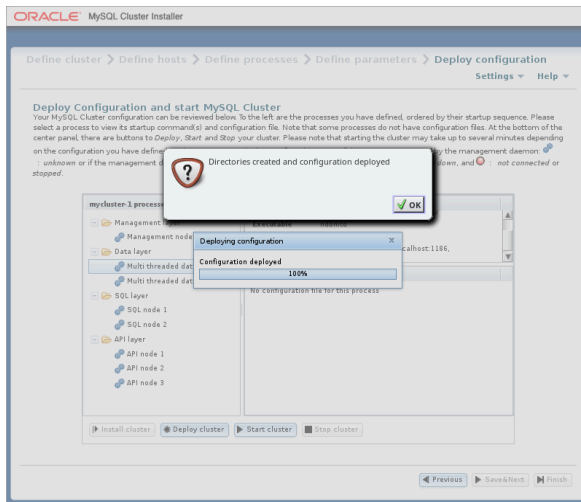 ORACLE MySQL Cluster Installer
Define cluster > Define hosts > Define processes > Define parameters > Deploy configuration
Settings Help
Deploy Configuration and start MySQL Cluster
Your MySQL Cluster configuration can be reviewed below. To the left are the processes you have defined, ordered by their startup sequence. Please
select a process to view its startup command(s) and configuration file. Note that some processes do not have configuration files. At the bottom of the
center panel, there are buttons to Deploy, Start and Stop your cluster. Please note that starting the cluster may take up to several minutes depending
on the configuration you have define
by the management daemon:
: unknown or if the management d
down, and : not connected or
stopped.
Directories created and configuration deployed
OK
mycluster-1 processe
Management layer
Management node
Data layer
Multi threaded dat
Multi threaded dat
SQL layer
SQL node 1
SQL node 2
API layer
API node 1
API node 2
API node 3
Executable
calhost:1186,
Deploying configuration x
Configuration deployed
100%
No configuration file for this process
Install cluster Deploy cluster Start cluster Stop cluster
Previous Save&Next Finish